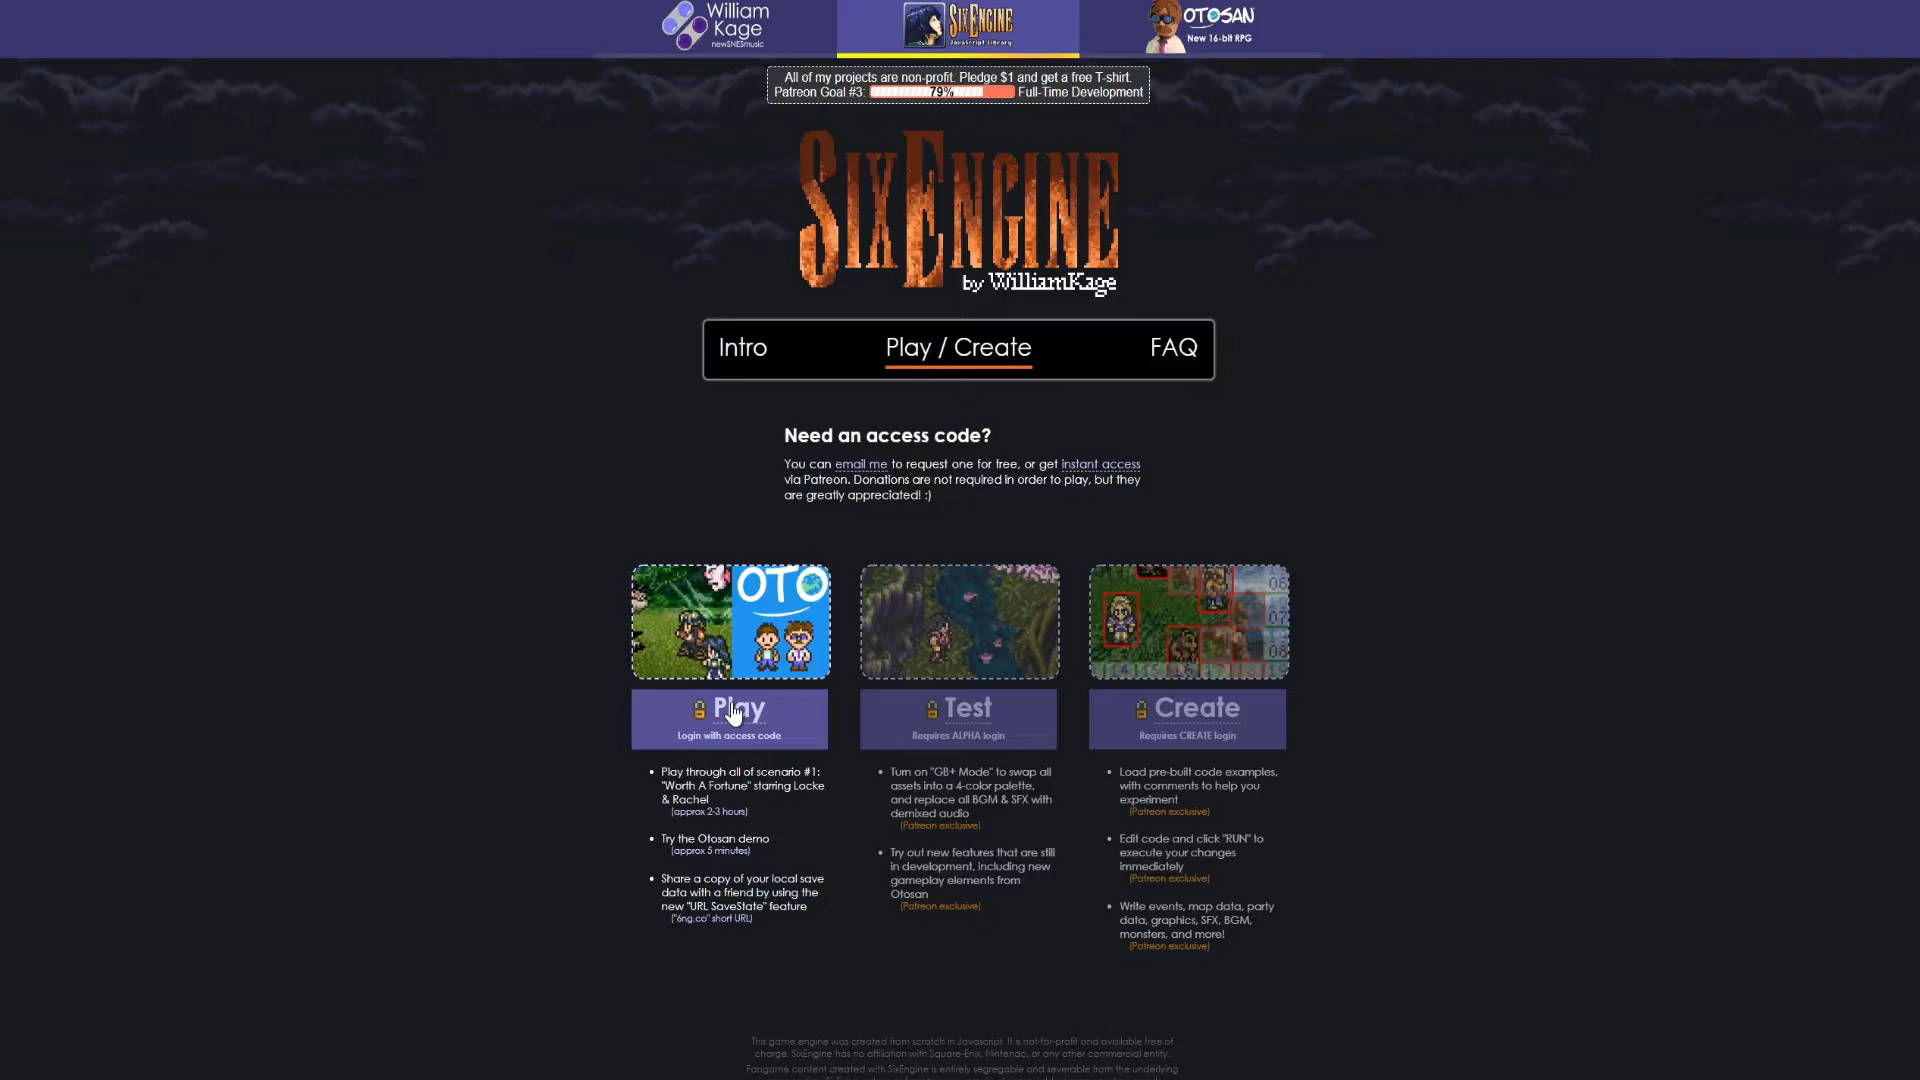 William
Kage
newSNESmusic
SIXENGINE
Javascript Library
OTOSAN
New 16-bit RPG
All of my projects are non-profit. Pledge $1 and get a free T-shirt.
Patreon Goal #3: 79% Full-Time Development
SIXENGINE
by WilliamKage
Intro
Play / Create
FAQ
Need an access code?
You can email me to request one for free, or get instant access
via Patreon. Donations are not required in order to play, but they
are greatly appreciated! :)
OTO
06
07
08
Play
Login with access code
• Play through all of scenario #1:
"Worth A Fortune" starring Locke
& Rachel
(approx 2-3 hours)
• Try the Otosan demo
(approx 5 minutes)
• Share a copy of your local save
data with a friend by using the
new "URL SaveState" feature
("6ng.co" short URL)
Test
Requires ALPHA login
• Turn on "GB+ Mode" to swap all
assets into a 4-color palette,
and replace all BGM & SFX with
demixed audio
(Patreon exclusive)
• Try out new features that are still
in development, including new
gameplay elements from
Otosan
(Patreon exclusive)
Create
Requires CREATE login
• Load pre-built code examples,
with comments to help you
experiment
(Patreon exclusive)
• Edit code and click "RUN" to
execute your changes
immediately
(Patreon exclusive)
• Write events, map data, party
data, graphics, SFX, BGM,
monsters, and more!
(Patreon exclusive)
This game engine was created from scratch in Javascript. It is not-for-profit and available free of
charge. SixEngine has no affiliation with Square-Enix, Nintendo, or any other commercial entity.
Fangame content created with SixEngine is entirely segregable and severable from the underlying